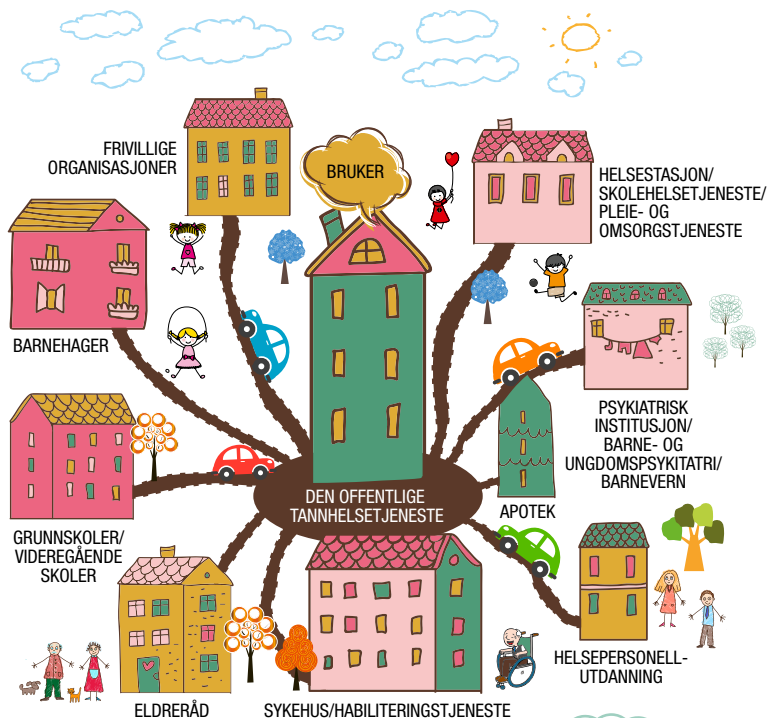 FRIVILLIGE
ORGANISASJONER
BRUKER
HELSESTASJON/
SKOLEHELSETJENESTE/
PLEIE- OG
OMSORGSTJENESTE
BARNEHAGER
PSYKIATRISK
INSTITUSJON/
BARNE- OG
UNGDOMSPSYKITATRI/
BARNEVERN
DEN OFFENTLIGE
TANNHELSETJENESTE
APOTEK
GRUNNSKOLER/
VIDEREGÅENDE
SKOLER
HELSEPERSONELL-
UTDANNING
ELDRERÅD
SYKEHUS/HABILITERINGSTJENESTE